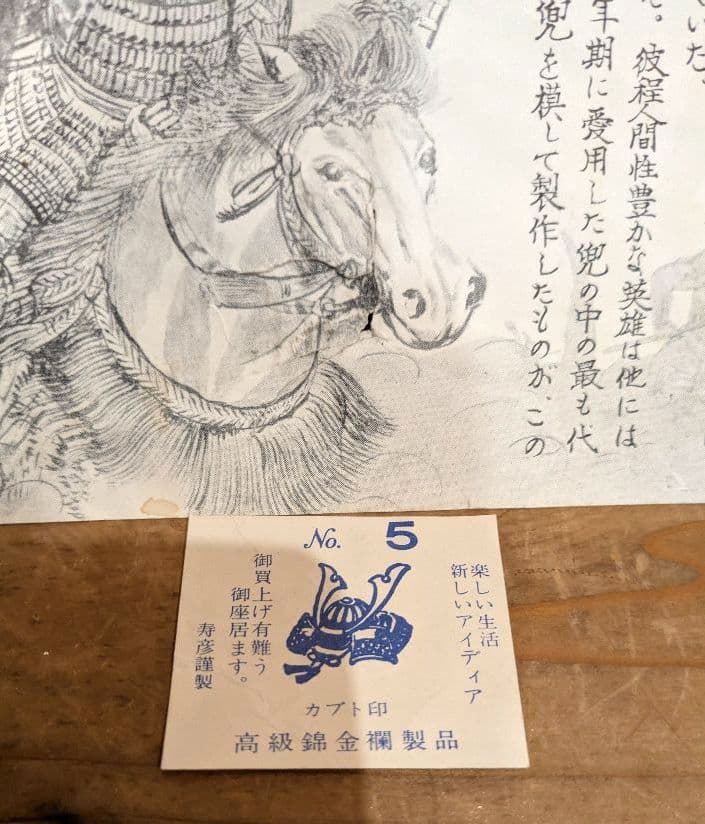 いた、
。彼程人間性豊かな英雄は他には
年期に愛用した兜の中の最も代
兜を模して製作したものが、この
No. 5
楽しい生活
新しいアイディア
御買上げ有難う
御座居ます。
寿彦謹製
カブト印
高級錦金襴製品